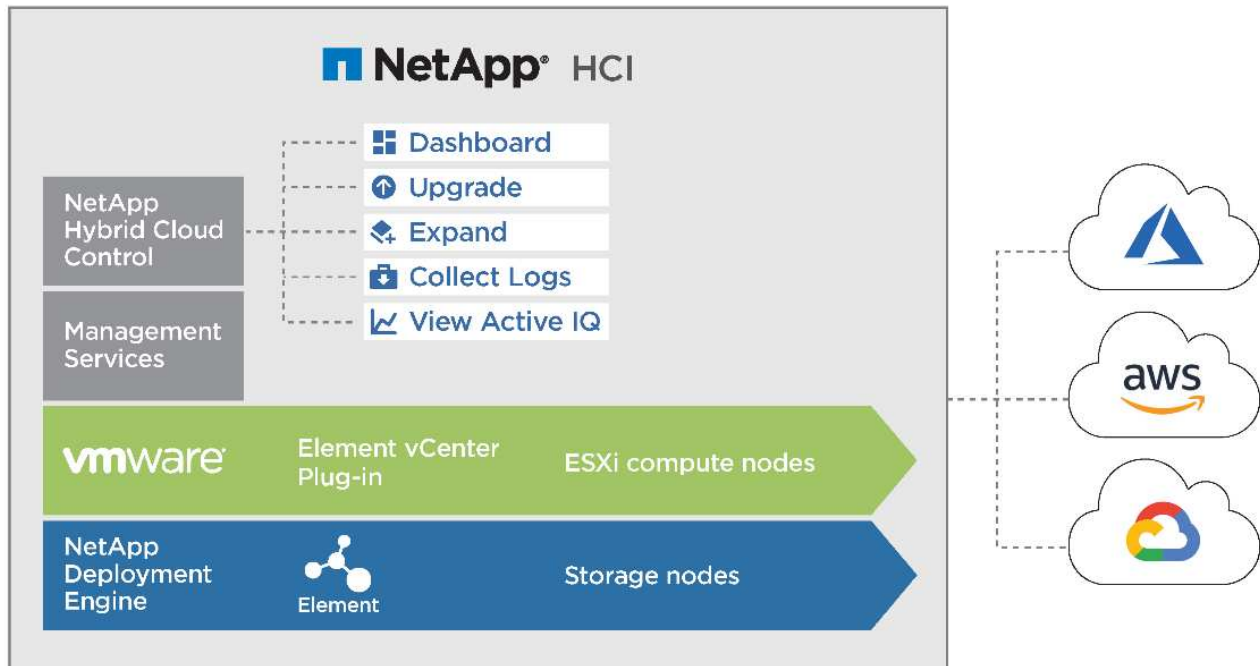 NetApp® HCI
Dashboard
Upgrade
Expand
Collect Logs
View Active IQ
NetApp
Hybrid Cloud
Control
Management
Services
vmware
Element vCenter
Plug-in
ESXi compute nodes
NetApp
Deployment
Engine
Element
Storage nodes
aws